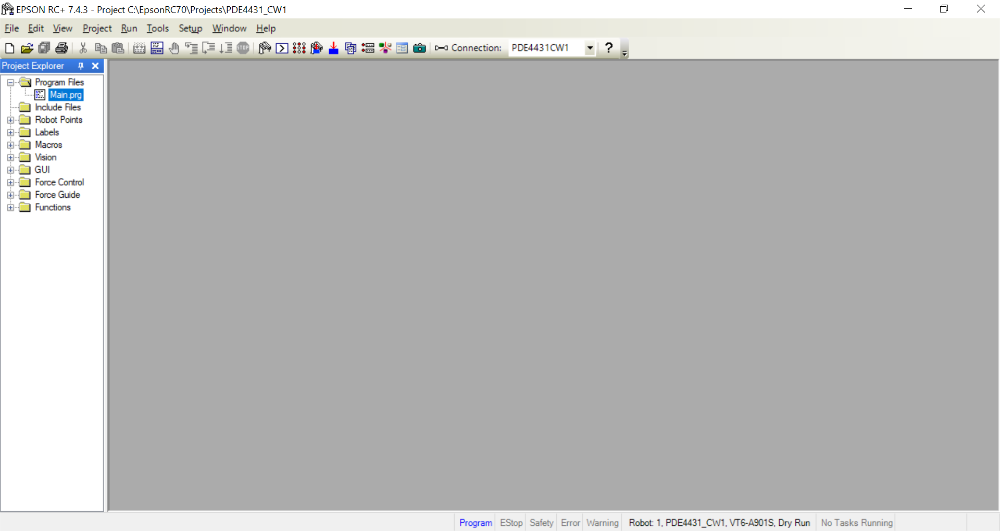 EPSON RC+ 7.4.3 - Project C:\EpsonRC70\Projects\PDE4431_CW1
File Edit View Project Run Tools Setup Window Help
STOP Connection: PDE4431CW1 ?
Project Explorer
Program Files
Main.prg
Include Files
Robot Points
Labels
Macros
Vision
GUI
Force Control
Force Guide
Functions
Program EStop Safety Error Warning Robot: 1, PDE4431_CW1, VT6-A901S, Dry Run No Tasks Running